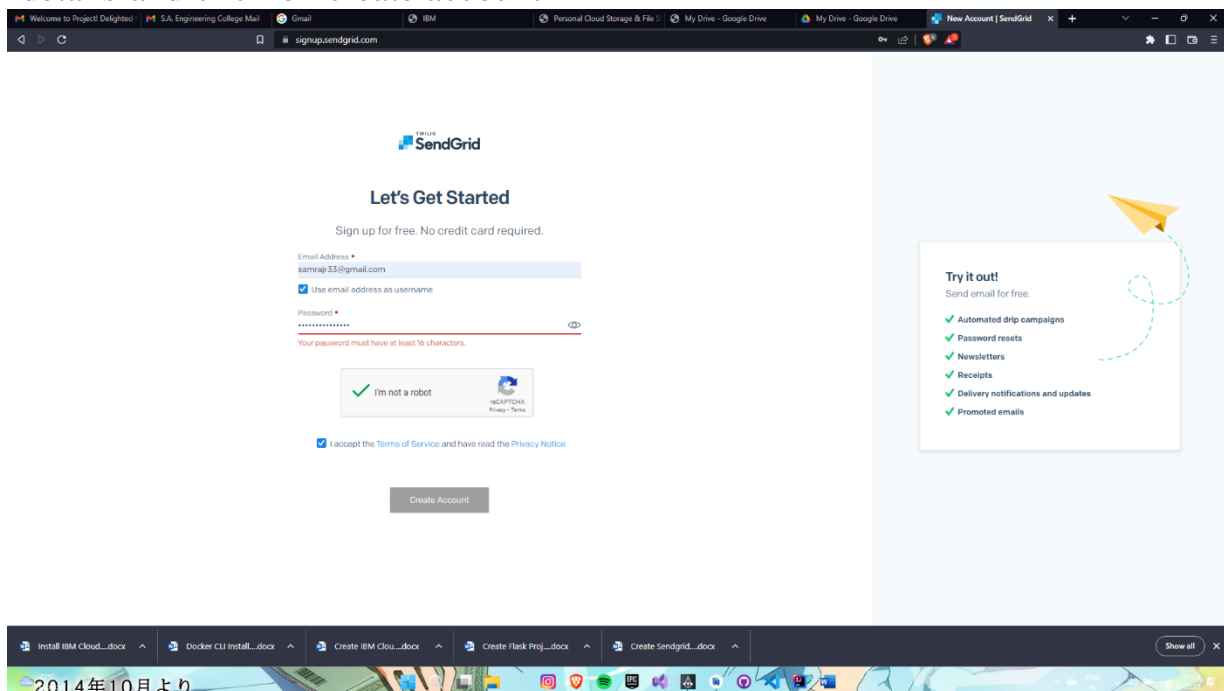 Welcome to Project! Delighted
S.A. Engineering College Mail
Gmail
IBM
Personal Cloud Storage & File S
My Drive - Google Drive
My Drive - Google Drive
New Account | SendGrid
signup.sendgrid.com
TWILIO
SendGrid
Let's Get Started
Sign up for free. No credit card required.
Email Address
samrajr33@gmail.com
Use email address as username
Password
Your password must have at least 16 characters.
I'm not a robot
reCAPTCHA
Privacy - Terms
I accept the Terms of Service and have read the Privacy Notice
Create Account
Try it out!
Send email for free.
Automated drip campaigns
Password resets
Newsletters
Receipts
Delivery notifications and updates
Promoted emails
Install IBM Cloud....docx
Docker CLI Install....docx
Create IBM Clou....docx
Create Flask Proj....docx
Create Sendgrid....docx
Show all
2014年10月より